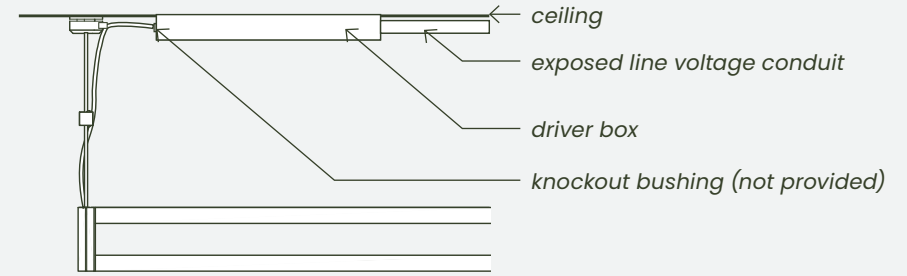 ceiling
exposed line voltage conduit
driver box
knockout bushing (not provided)